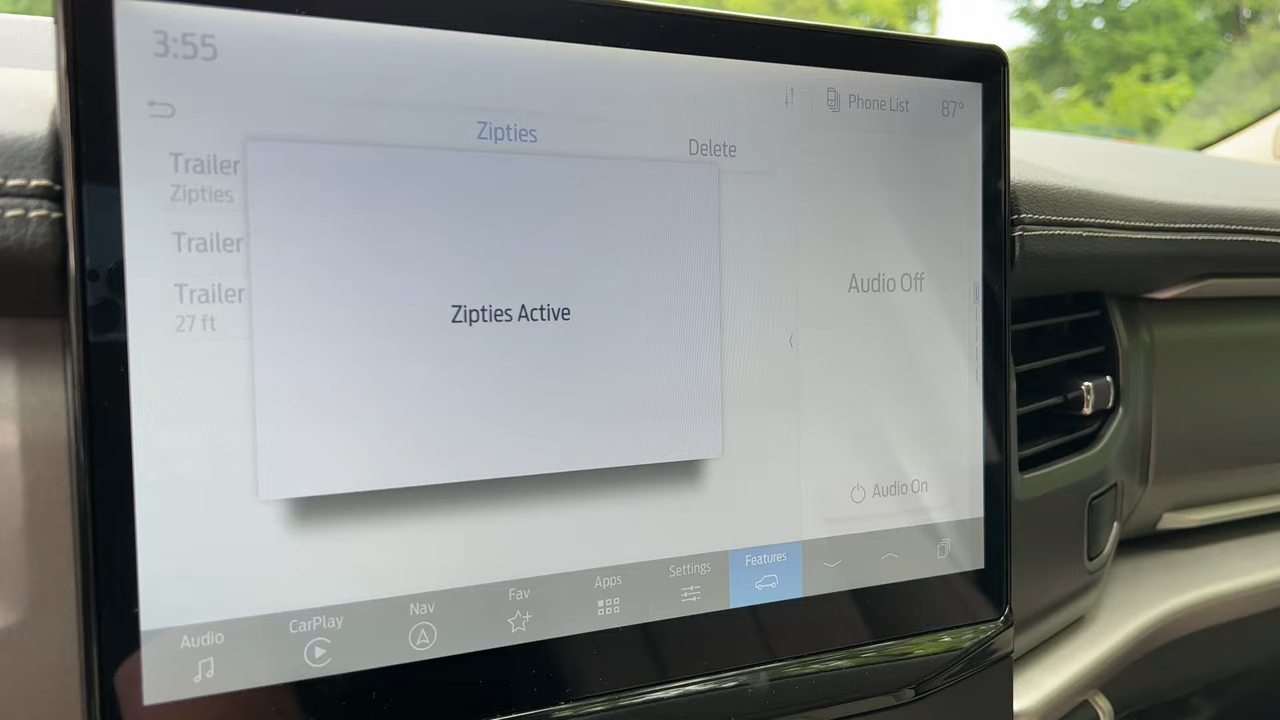 3:55
Phone List
87°
Zipties
Delete
Trailer
Zipties
Trailer
Trailer
27 ft
Zipties Active
Audio Off
Audio On
Audio
CarPlay
Nav
Fav
Apps
Settings
Features